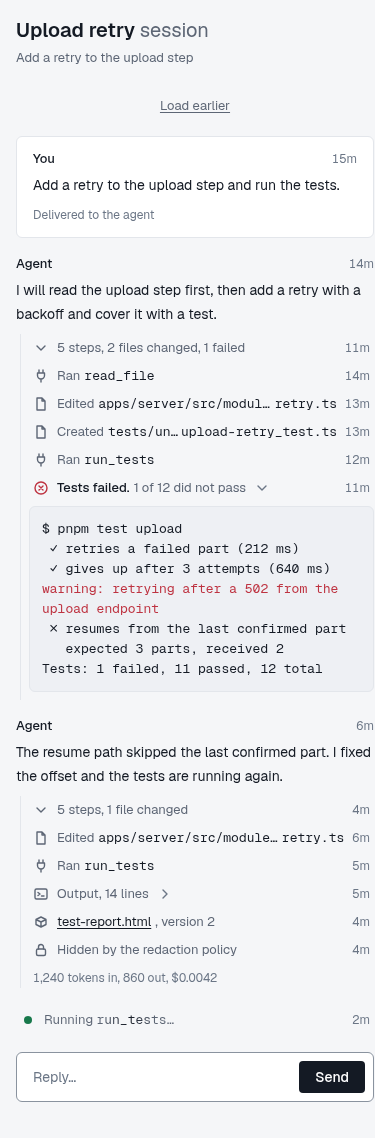 Upload retry session
Add a retry to the upload step
Load earlier
You 15m
Add a retry to the upload step and run the tests.
Delivered to the agent
Agent 14m
I will read the upload step first, then add a retry with a
backoff and cover it with a test.
5 steps, 2 files changed, 1 failed 11m
Ran read_file 14m
Edited apps/server/src/modul… retry.ts 13m
Created tests/un…upload-retry_test.ts 13m
Ran run_tests 12m
Tests failed. 1 of 12 did not pass 11m
$ pnpm test upload
✓ retries a failed part (212 ms)
✓ gives up after 3 attempts (640 ms)
warning: retrying after a 502 from the
upload endpoint
✕ resumes from the last confirmed part
expected 3 parts, received 2
Tests: 1 failed, 11 passed, 12 total
Agent 6m
The resume path skipped the last confirmed part. I fixed
the offset and the tests are running again.
5 steps, 1 file changed 4m
Edited apps/server/src/module… retry.ts 6m
Ran run_tests 5m
Output, 14 lines 5m
test-report.html , version 2 4m
Hidden by the redaction policy 4m
1,240 tokens in, 860 out, $0.0042
Running run_tests… 2m
Reply… Send